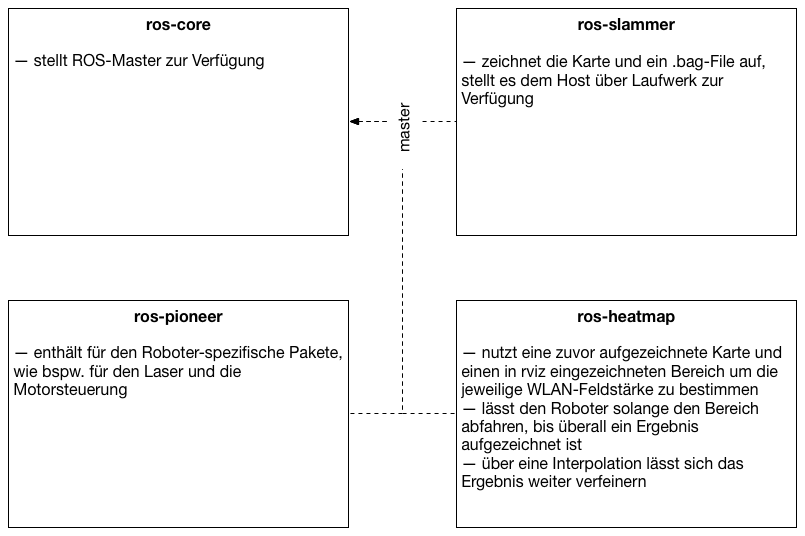 ros-core
— stellt ROS-Master zur Verfügung
ros-slammer
— zeichnet die Karte und ein .bag-File auf,
stellt es dem Host über Laufwerk zur
Verfügung
master
ros-pioneer
— enthält für den Roboter-spezifische Pakete,
wie bspw. für den Laser und die
Motorsteuerung
ros-heatmap
— nutzt eine zuvor aufgezeichnete Karte und
einen in rviz eingezeichneten Bereich um die
jeweilige WLAN-Feldstärke zu bestimmen
— lässt den Roboter solange den Bereich
abfahren, bis überall ein Ergebnis
aufgezeichnet ist
— über eine Interpolation lässt sich das
Ergebnis weiter verfeinern